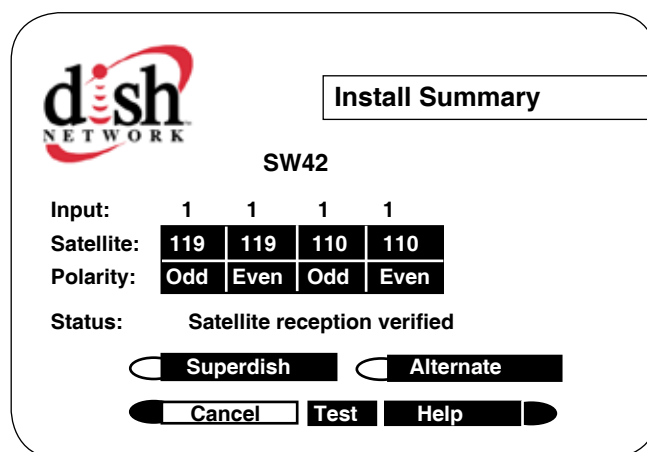 dish
NETWORK
Install Summary
SW42
Input: 1 1 1 1
Satellite: 119 119 110 110
Polarity: Odd Even Odd Even
Status: Satellite reception verified
Superdish Alternate
Cancel Test Help